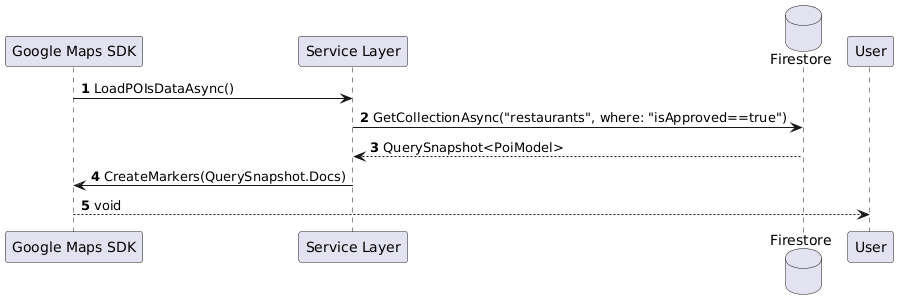 Google Maps SDK
Service Layer
Firestore
User
1 LoadPOIsDataAsync()
2 GetCollectionAsync("restaurants", where: "isApproved==true")
3 QuerySnapshot<PoiModel>
4 CreateMarkers(QuerySnapshot.Docs)
5 void
Google Maps SDK
Service Layer
Firestore
User